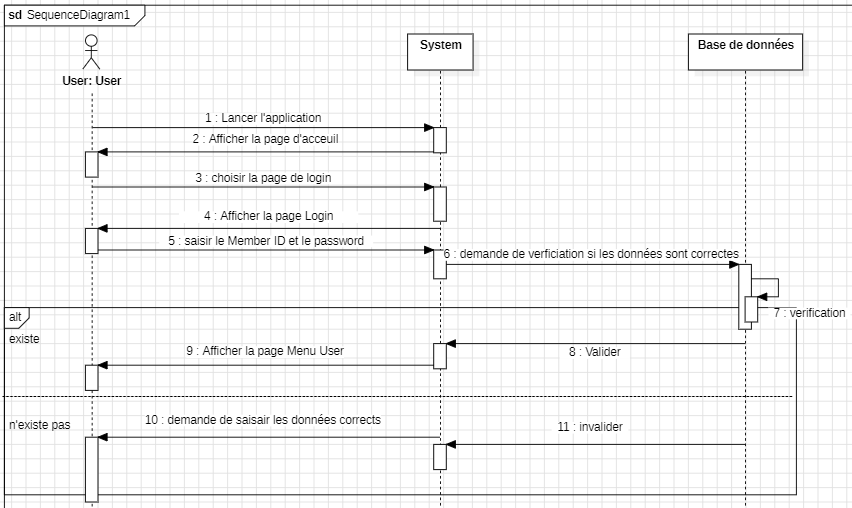 sd SequenceDiagram1
User: User
System
Base de données
1 : Lancer l'application
2 : Afficher la page d'acceuil
3 : choisir la page de login
4 : Afficher la page Login
5 : saisir le Member ID et le password
6 : demande de verficiation si les données sont correctes
7 : verification
alt
existe
8 : Valider
9 : Afficher la page Menu User
n'existe pas
10 : demande de saisair les données corrects
11 : invalider